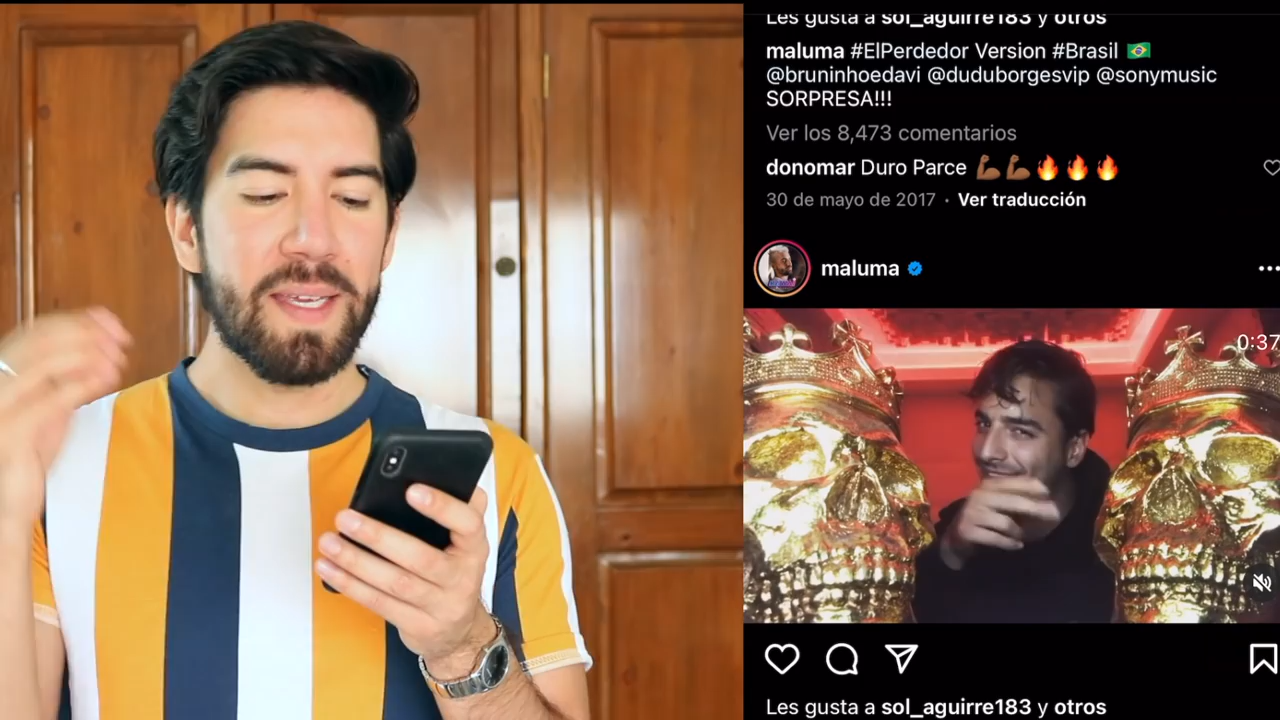 Les gusta a sol_aguirre183 y otros
maluma #ElPerdedor Version #Brasil 🇧🇷
@bruninhoedavi @duduborgesvip @sonymusic
SORPRESA!!!
Ver los 8,473 comentarios
donomar Duro Parce 💪🏾💪🏾🔥🔥🔥
30 de mayo de 2017 · Ver traducción
maluma
0:37
Les gusta a sol_aguirre183 y otros